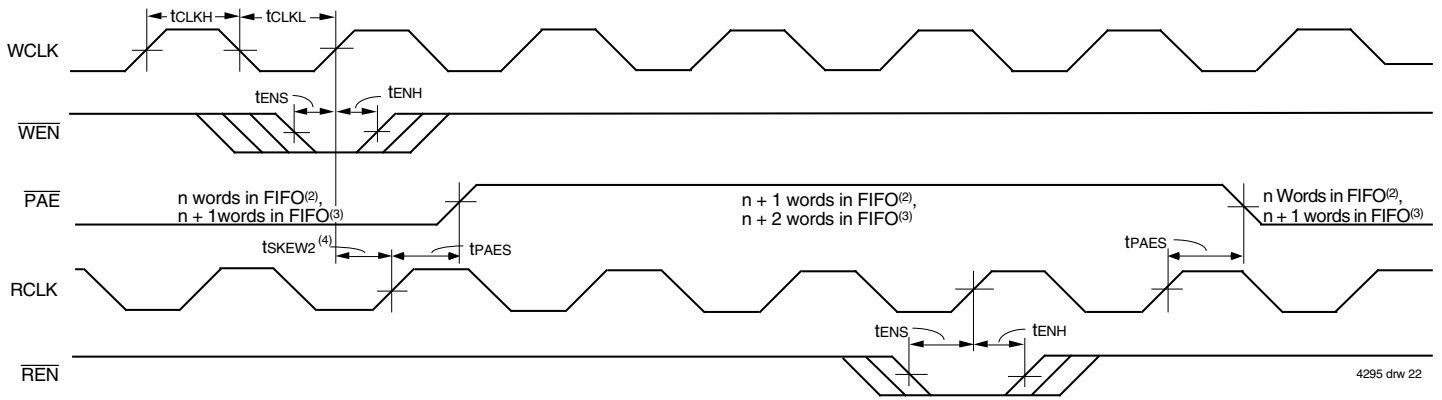 tCLKH
tCLKL
WCLK
tENS
tENH
WEN
PAE
n words in FIFO(2),
n + 1words in FIFO(3)
n + 1 words in FIFO(2),
n + 2 words in FIFO(3)
n Words in FIFO(2),
n + 1 words in FIFO(3)
tSKEW2 (4)
tPAES
tPAES
RCLK
tENS
tENH
REN
4295 drw 22